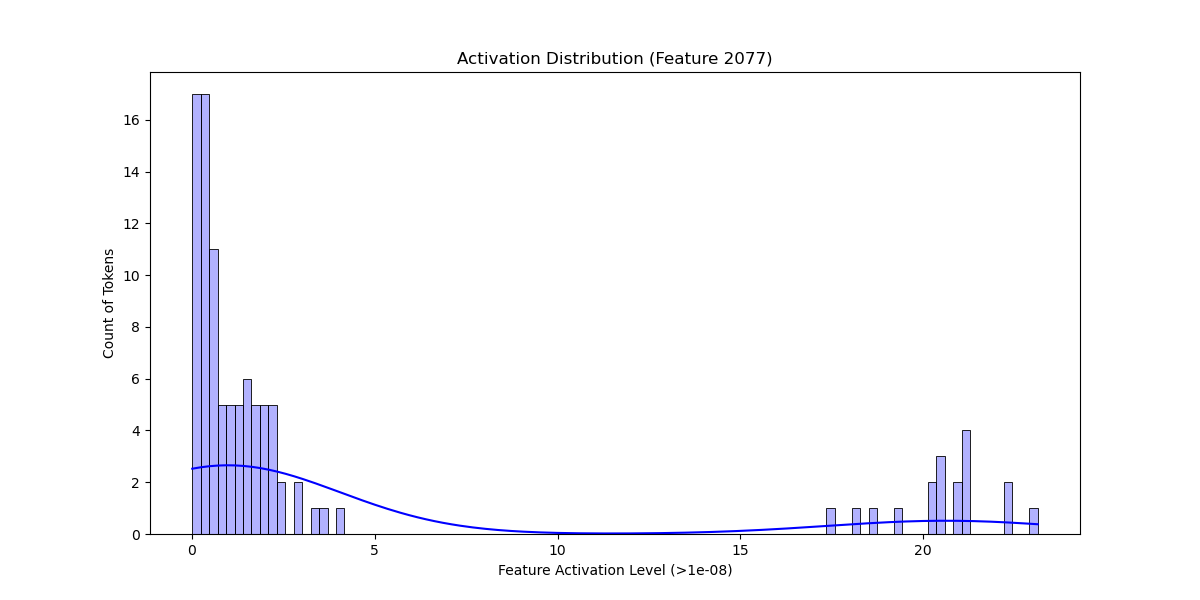 Activation Distribution (Feature 2077)
Count of Tokens
16
14
12
10
8
6
4
2
0
0 5 10 15 20
Feature Activation Level (>1e-08)